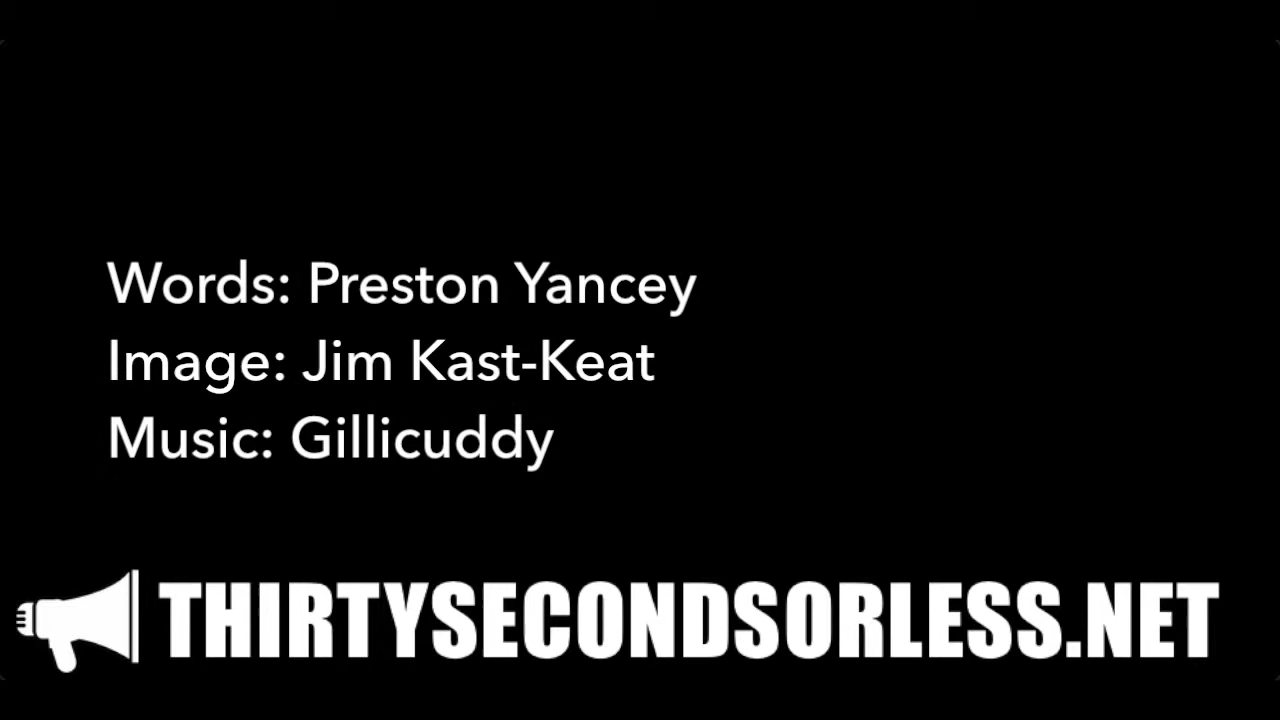 Words: Preston Yancey
Image: Jim Kast-Keat
Music: Gillicuddy
THIRTYSECONDSORLESS.NET